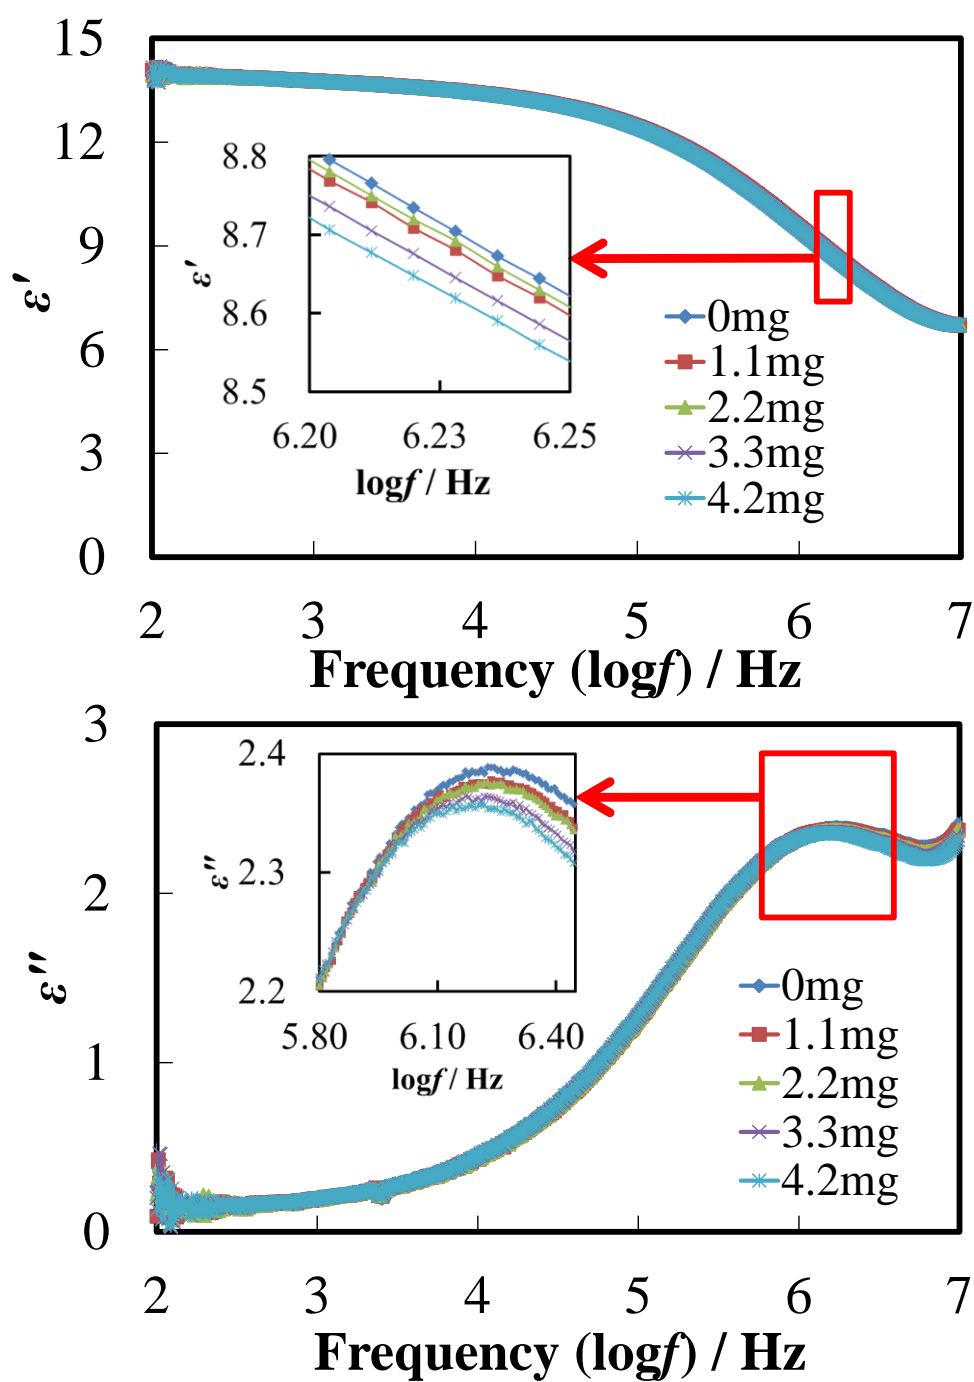 15
12
9
6
3
0
ε′
8.8
8.7
8.6
8.5
ε′
6.20 6.23 6.25
logf / Hz
0mg
1.1mg
2.2mg
3.3mg
4.2mg
2 3 4 5 6 7
Frequency (logf) / Hz
3
2
1
0
ε″
2.4
2.3
2.2
ε″
5.80 6.10 6.40
logf / Hz
0mg
1.1mg
2.2mg
3.3mg
4.2mg
2 3 4 5 6 7
Frequency (logf) / Hz